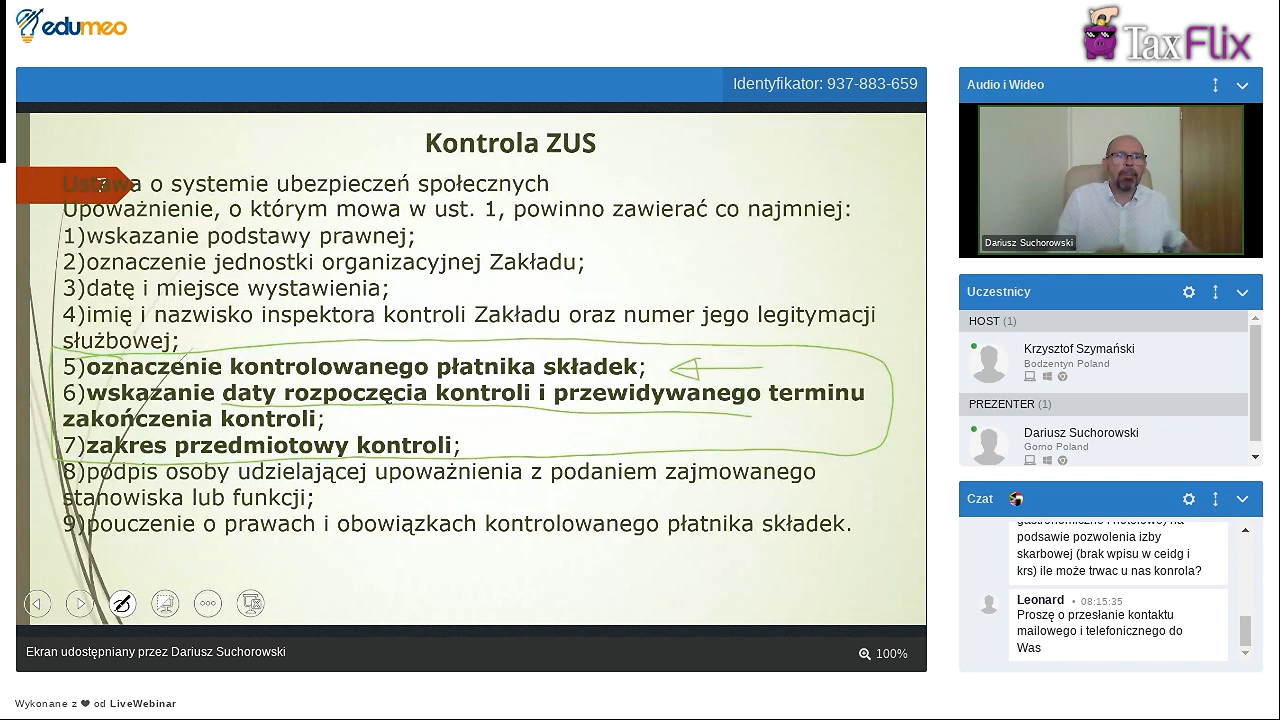 edumeo
TaxFlix
Identyfikator: 937-883-659
Kontrola ZUS
7
Ustawa o systemie ubezpieczeń społecznych
Upoważnienie, o którym mowa w ust. 1, powinno zawierać co najmniej:
1)wskazanie podstawy prawnej;
2)oznaczenie jednostki organizacyjnej Zakładu;
3)datę i miejsce wystawienia;
4)imię i nazwisko inspektora kontroli Zakładu oraz numer jego legitymacji
służbowej;
5)oznaczenie kontrolowanego płatnika składek;
6)wskazanie daty rozpoczęcia kontroli i przewidywanego terminu
zakończenia kontroli;
7)zakres przedmiotowy kontroli;
8)podpis osoby udzielającej upoważnienia z podaniem zajmowanego
stanowiska lub funkcji;
9)pouczenie o prawach i obowiązkach kontrolowanego płatnika składek.
Ekran udostępniany przez Dariusz Suchorowski
100%
Audio i Wideo
Dariusz Suchorowski
Uczestnicy
HOST (1)
Krzysztof Szymański
Bodzentyn Poland
PREZENTER (1)
Dariusz Suchorowski
Gorno Poland
Czat
gastronomiczne i hotelowe) na
podsawie pozwolenia izby
skarbowej (brak wpisu w ceidg i
krs) ile może trwac u nas konrola?
Leonard • 08:15:35
Proszę o przesłanie kontaktu
mailowego i telefonicznego do
Was
Wykonane z ❤ od LiveWebinar